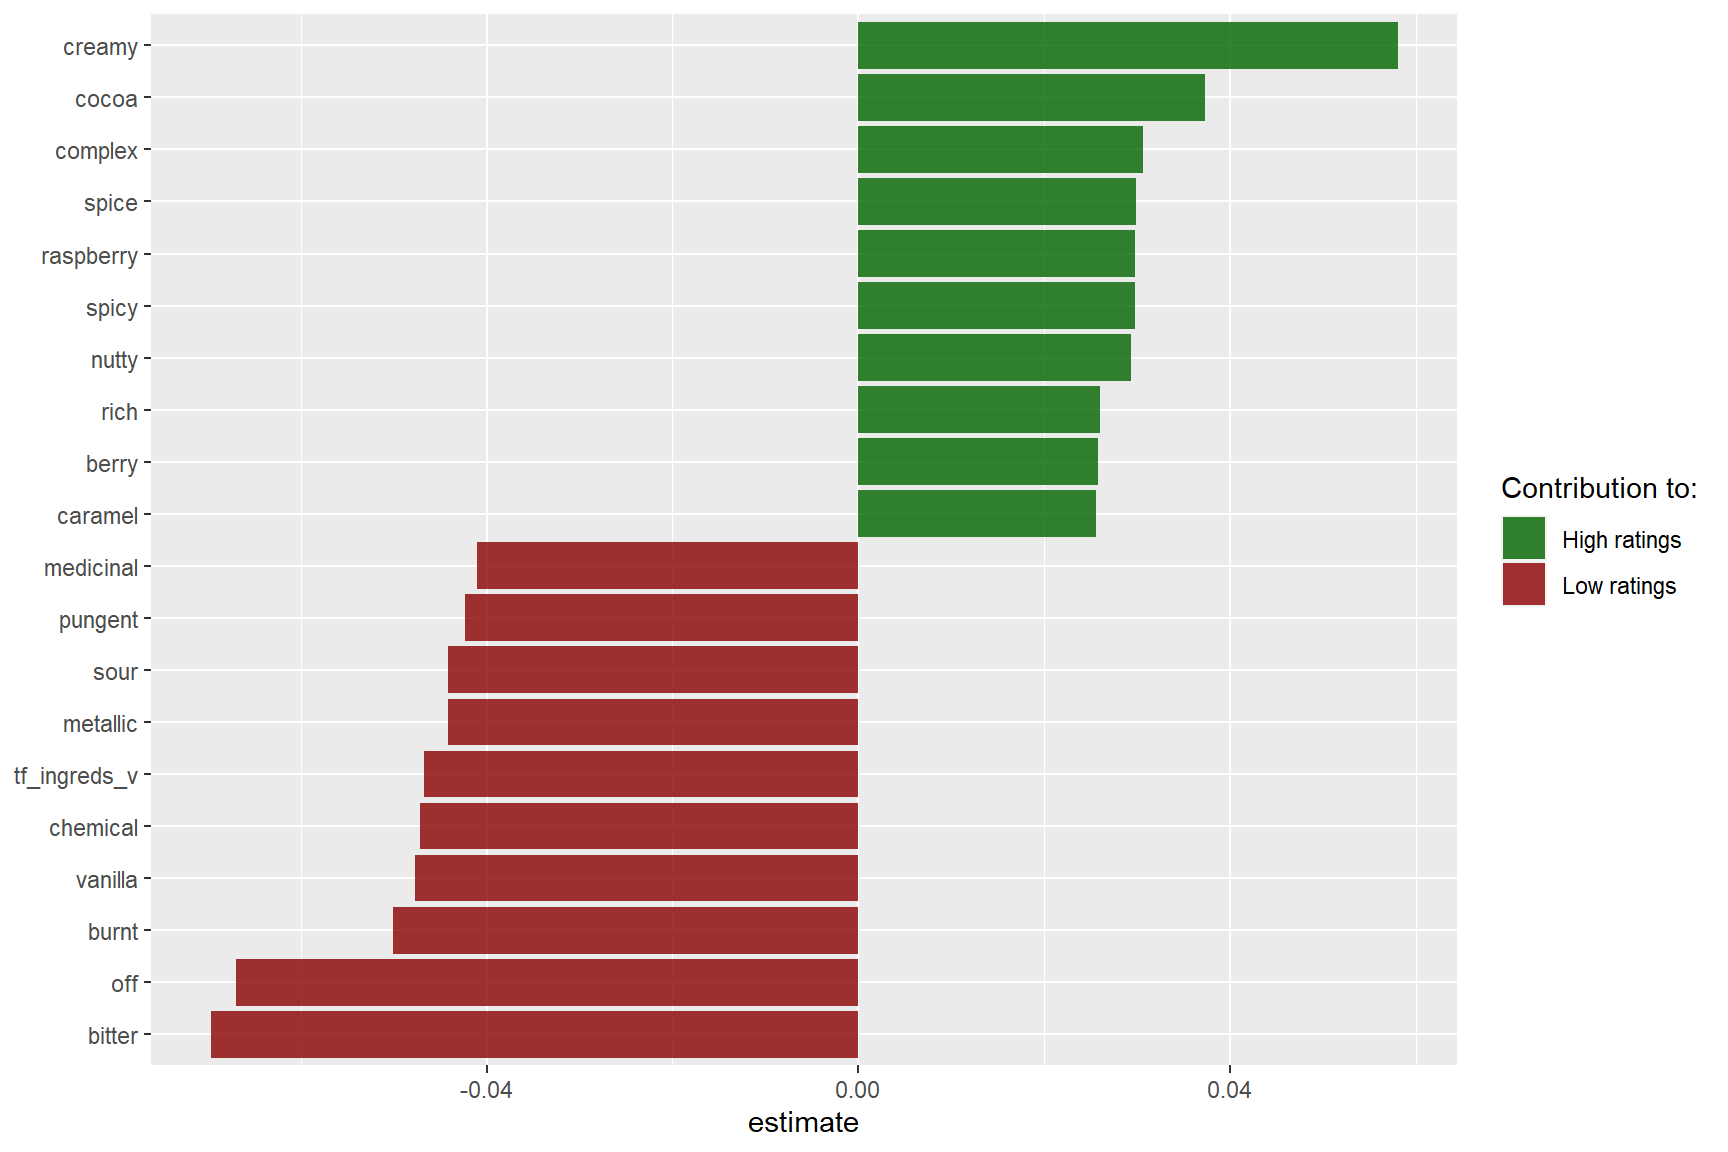 creamy
cocoa
complex
spice
raspberry
spicy
nutty
rich
berry
caramel
medicinal
pungent
sour
metallic
tf_ingreds_v
chemical
vanilla
burnt
off
bitter
-0.04
0.00
0.04
estimate
Contribution to:
High ratings
Low ratings